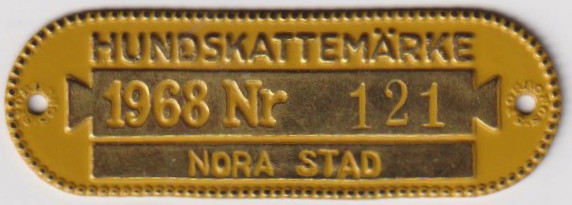 HUNDSKATTEMÄRKE
1968 Nr 121
NORA STAD